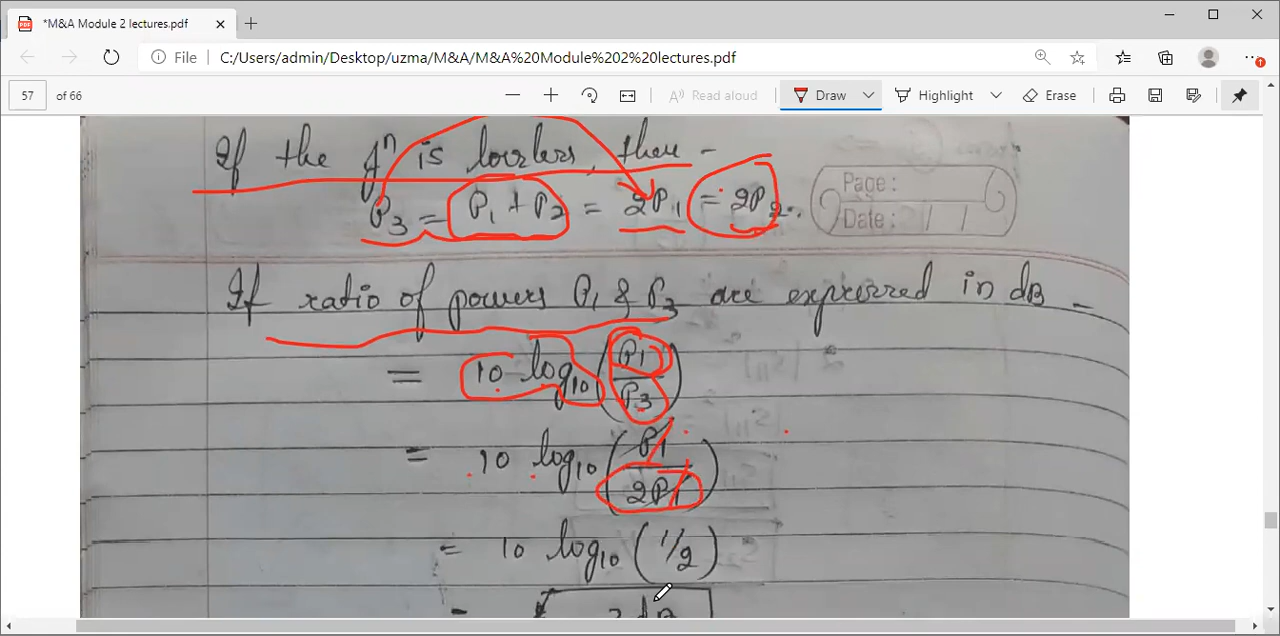 *M&A Module 2 lectures.pdf
File C:/Users/admin/Desktop/uzma/M&A/M&A%20Module%202%20lectures.pdf
57 of 66 Read aloud Draw Highlight Erase
If the fⁿ is lossless, then -
Page :
P₃ = P₁ + P₂ = 2P₁ = 2P₂.
Date : / /
If ratio of powers P₁ & P₃ are expressed in dB -
= 10 log₁₀ (P₁/P₃)
= 10 log₁₀ (P₁/2P₁)
= 10 log₁₀ (1/2)
=